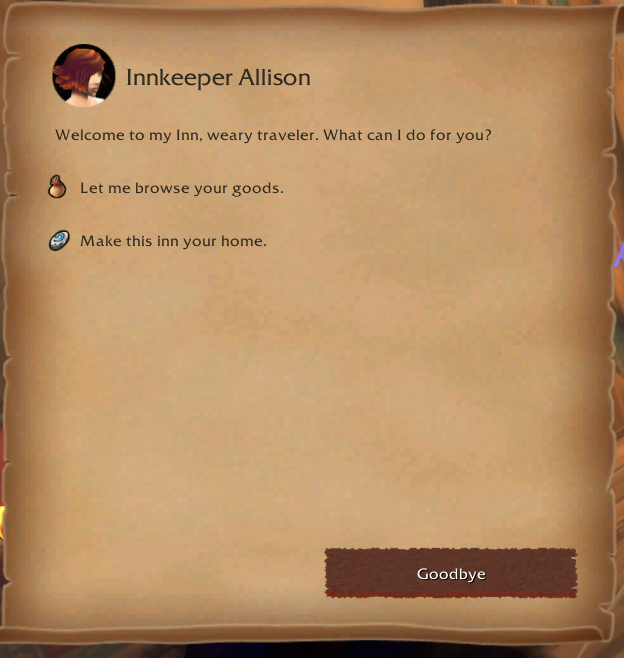 Innkeeper Allison
Welcome to my Inn, weary traveler. What can I do for you?
Let me browse your goods.
Make this inn your home.
Goodbye